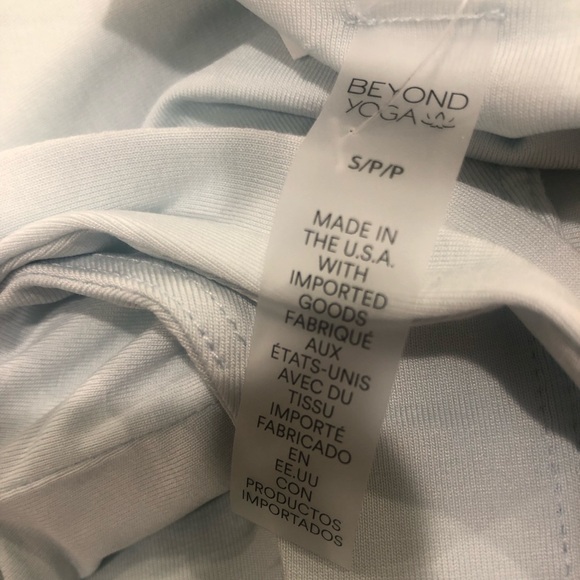 BEYOND
YOGA
S/P/P
MADE IN
THE U.S.A.
WITH
IMPORTED
GOODS
FABRIQUÉ
AUX
ÉTATS-UNIS
AVEC DU
TISSU
IMPORTÉ
FABRICADO
EN
EE.UU
CON
PRODUCTOS
IMPORTADOS